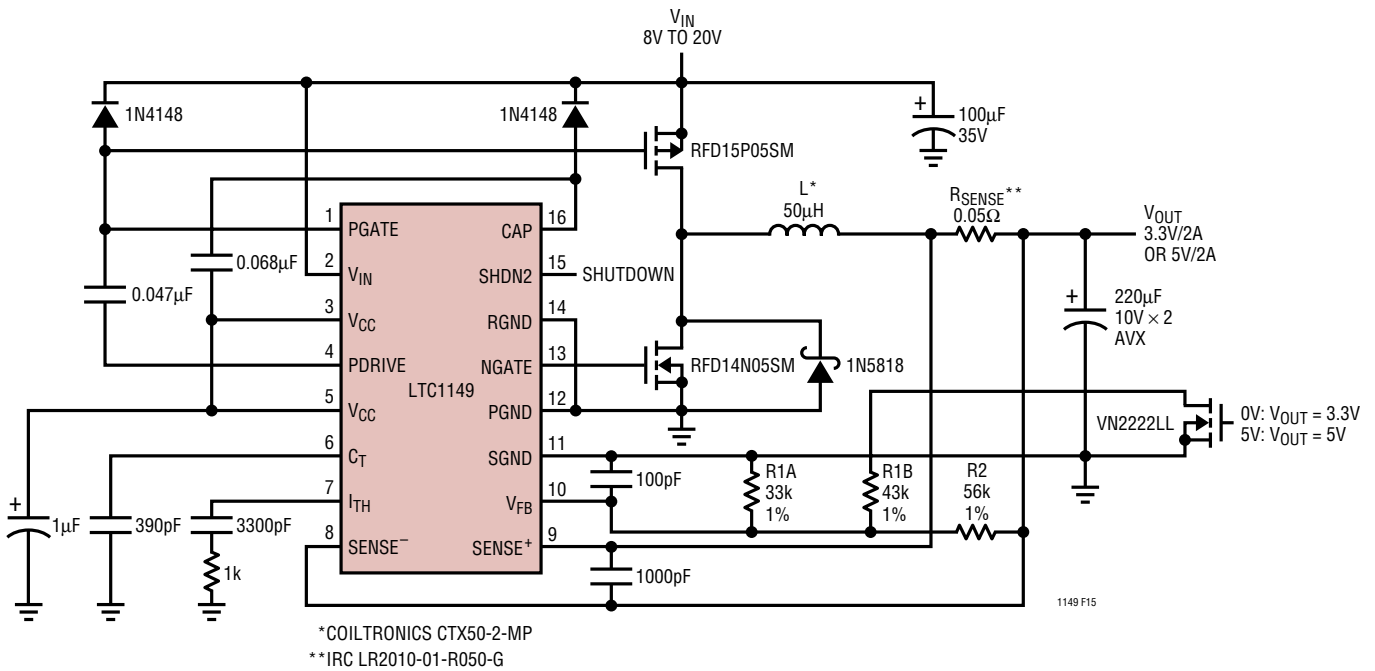 VIN
8V TO 20V
1N4148
1N4148
+
100µF
35V
RFD15P05SM
L*
50µH
RSENSE**
0.05Ω
VOUT
3.3V/2A
OR 5V/2A
1
PGATE
CAP
16
0.068µF
2
VIN
SHDN2
15
SHUTDOWN
0.047µF
3
VCC
RGND
14
+
220µF
10V × 2
AVX
4
PDRIVE
NGATE
13
RFD14N05SM
1N5818
LTC1149
5
VCC
PGND
12
VN2222LL
0V: VOUT = 3.3V
5V: VOUT = 5V
6
CT
SGND
11
100pF
R1A
33k
1%
R1B
43k
1%
R2
56k
1%
7
ITH
VFB
10
+
1µF
390pF
3300pF
8
SENSE−
SENSE+
9
1k
1000pF
1149 F15
*COILTRONICS CTX50-2-MP
**IRC LR2010-01-R050-G